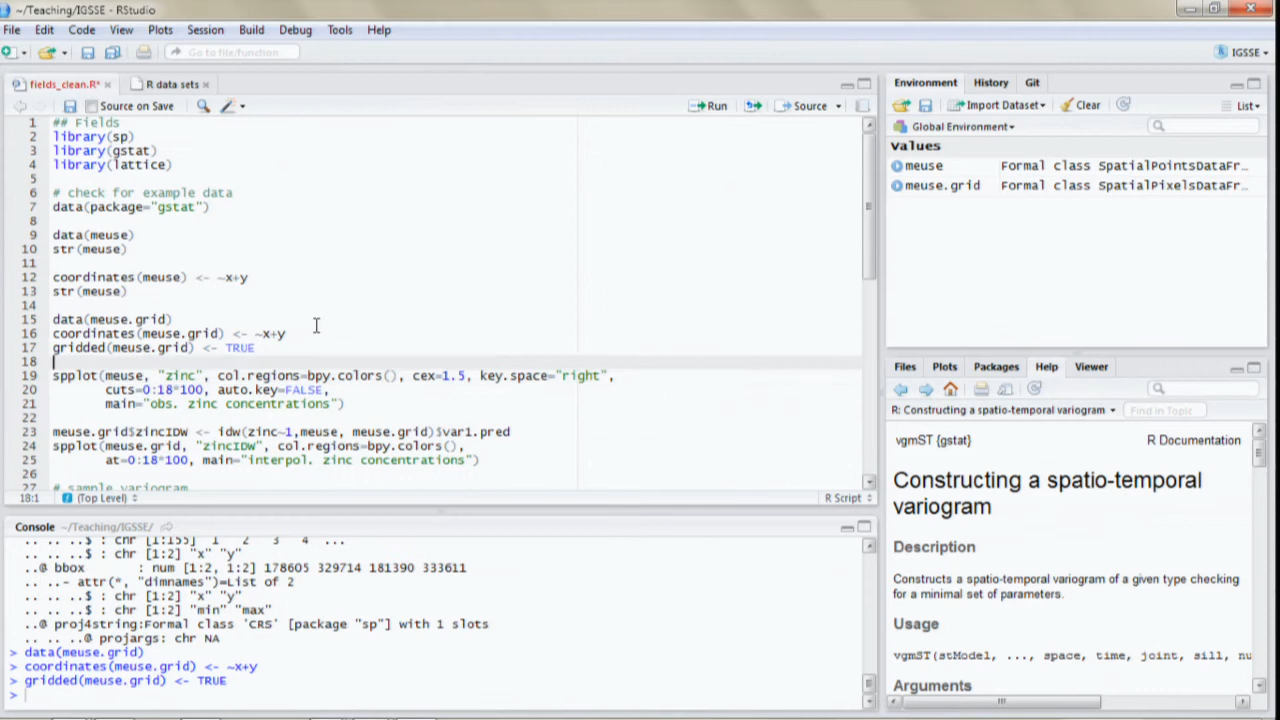 ~/Teaching/IGSSE - RStudio
File Edit Code View Plots Session Build Debug Tools Help
Go to file/function
IGSSE
fields_clean.R* R data sets
Source on Save Run Source
1 ## Fields
2 library(sp)
3 library(gstat)
4 library(lattice)
5
6 # check for example data
7 data(package="gstat")
8
9 data(meuse)
10 str(meuse)
11
12 coordinates(meuse) <- ~x+y
13 str(meuse)
14
15 data(meuse.grid)
16 coordinates(meuse.grid) <- ~x+y
17 gridded(meuse.grid) <- TRUE
18
19 spplot(meuse, "zinc", col.regions=bpy.colors(), cex=1.5, key.space="right",
20 cuts=0:18*100, auto.key=FALSE,
21 main="obs. zinc concentrations")
22
23 meuse.grid$zincIDW <- idw(zinc~1,meuse, meuse.grid)$var1.pred
24 spplot(meuse.grid, "zincIDW", col.regions=bpy.colors(),
25 at=0:18*100, main="interpol. zinc concentrations")
26
27 # sample variogram
18:1 (Top Level) R Script
Console ~/Teaching/IGSSE/
.. .. ..$ : chr [1:155] 1 2 3 4 ...
.. .. ..$ : chr [1:2] "x" "y"
..@ bbox : num [1:2, 1:2] 178605 329714 181390 333611
.. ..- attr(*, "dimnames")=List of 2
.. .. ..$ : chr [1:2] "x" "y"
.. .. ..$ : chr [1:2] "min" "max"
..@ proj4string:Formal class 'CRS' [package "sp"] with 1 slots
.. .. ..@ projargs: chr NA
> data(meuse.grid)
> coordinates(meuse.grid) <- ~x+y
> gridded(meuse.grid) <- TRUE
>
Environment History Git
Import Dataset Clear List
Global Environment
Values
meuse Formal class SpatialPointsDataFr…
meuse.grid Formal class SpatialPixelsDataFr…
Files Plots Packages Help Viewer
R: Constructing a spatio-temporal variogram Find in Topic
vgmST {gstat} R Documentation
Constructing a spatio-temporal
variogram
Description
Constructs a spatio-temporal variogram of a given type checking
for a minimal set of parameters.
Usage
vgmST(stModel, ..., space, time, joint, sill, nu
Arguments